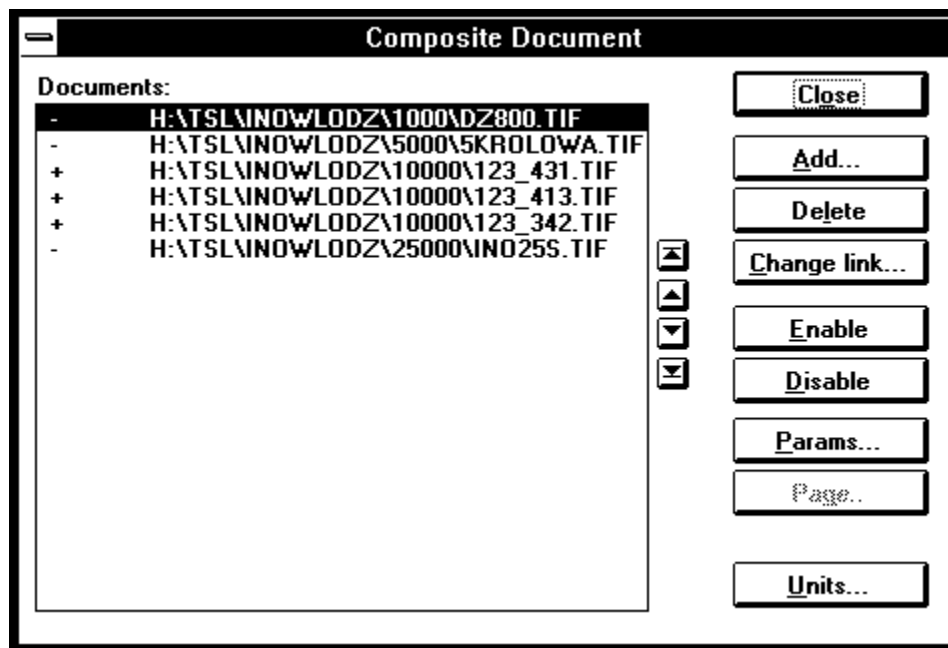 Composite Document
Documents:
- H:\TSL\INOWLODZ\1000\DZ800.TIF
- H:\TSL\INOWLODZ\5000\5KROLOWA.TIF
+ H:\TSL\INOWLODZ\10000\123_431.TIF
+ H:\TSL\INOWLODZ\10000\123_413.TIF
+ H:\TSL\INOWLODZ\10000\123_342.TIF
- H:\TSL\INOWLODZ\25000\INO25S.TIF
Close
Add...
Delete
Change link...
Enable
Disable
Params...
Page..
Units...